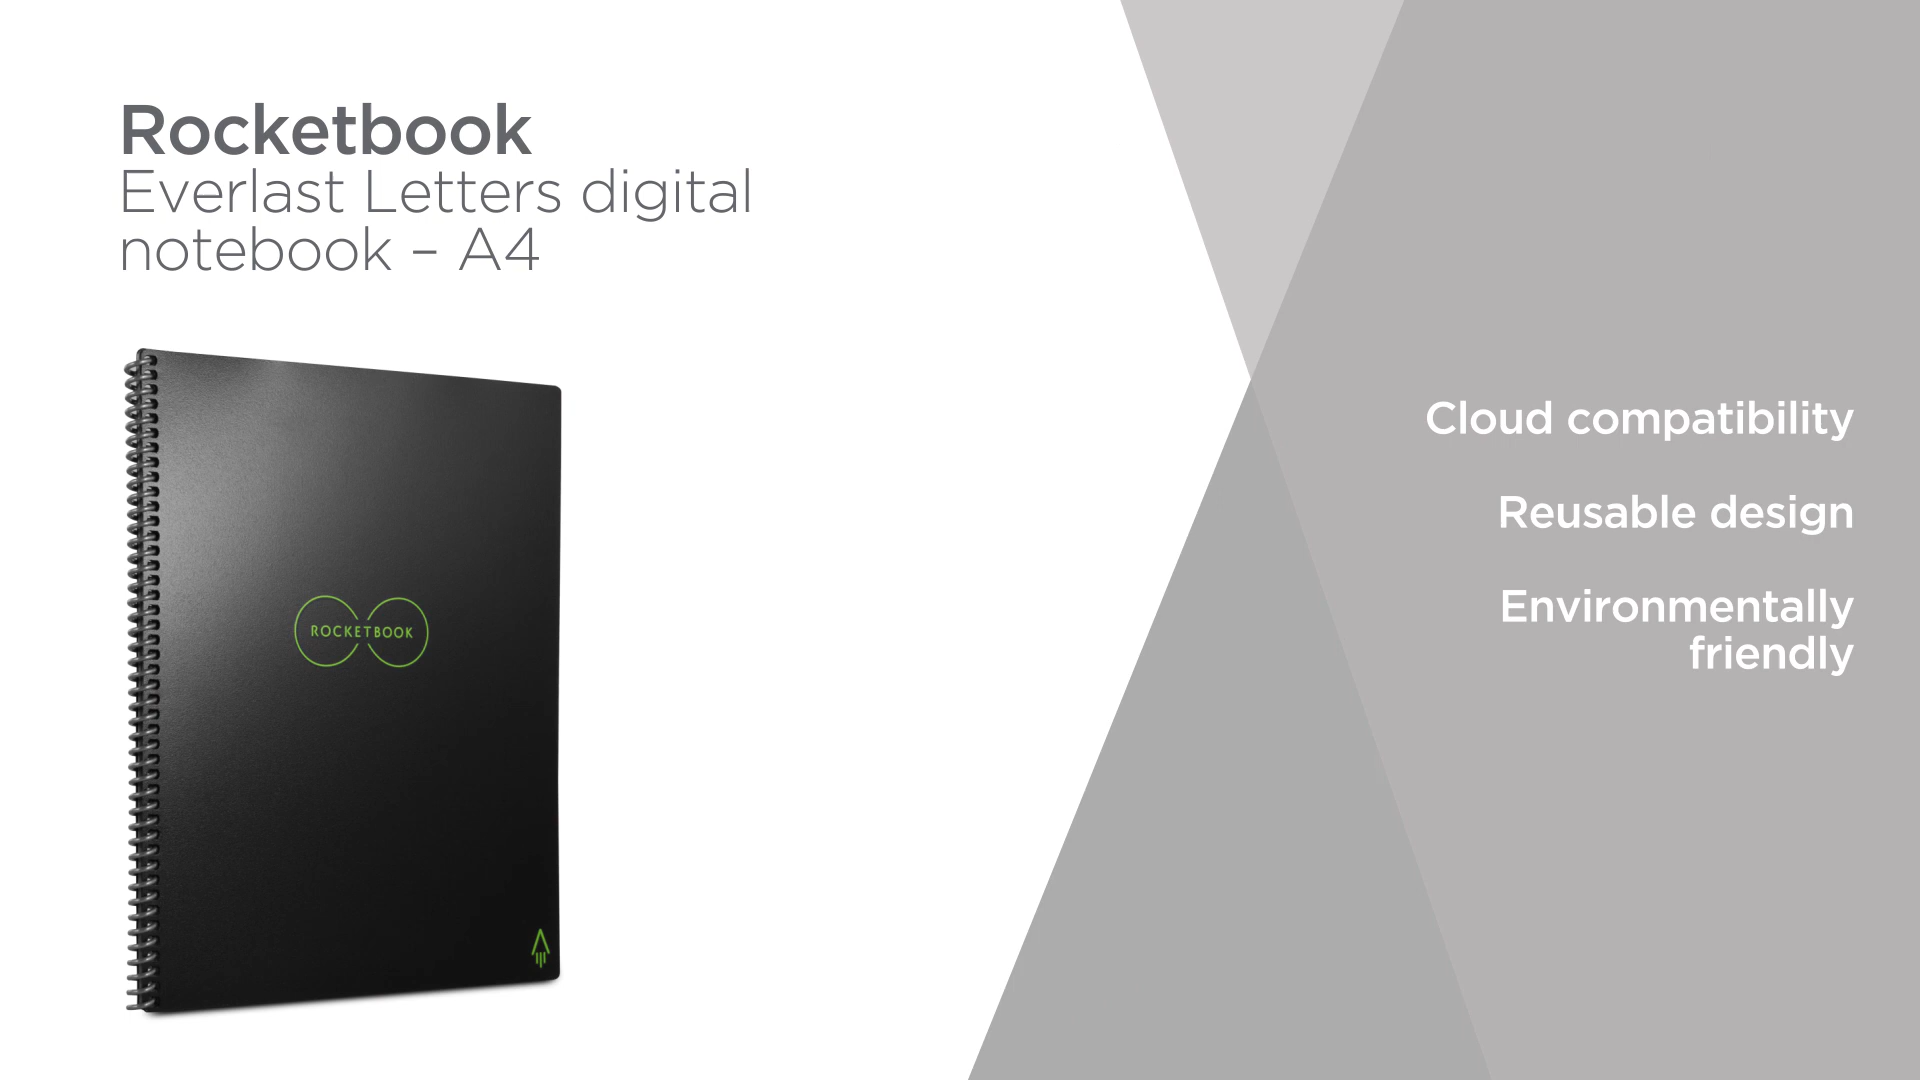 Rocketbook
Everlast Letters digital
notebook – A4
ROCKETBOOK
Cloud compatibility
Reusable design
Environmentally
friendly